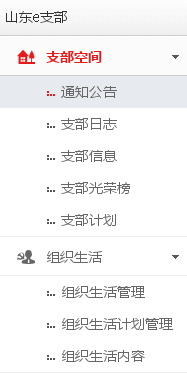 山东e支部
支部空间
通知公告
支部日志
支部信息
支部光荣榜
支部计划
组织生活
组织生活管理
组织生活计划管理
组织生活内容